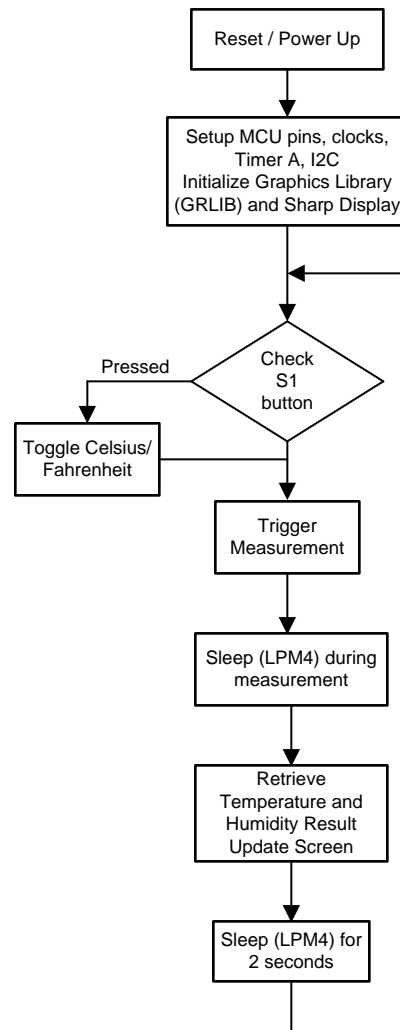 Reset / Power Up
Setup MCU pins, clocks,
Timer A, I2C
Initialize Graphics Library
(GRLIB) and Sharp Display
Check
S1
button
Pressed
Toggle Celsius/
Fahrenheit
Trigger
Measurement
Sleep (LPM4) during
measurement
Retrieve
Temperature and
Humidity Result
Update Screen
Sleep (LPM4) for
2 seconds